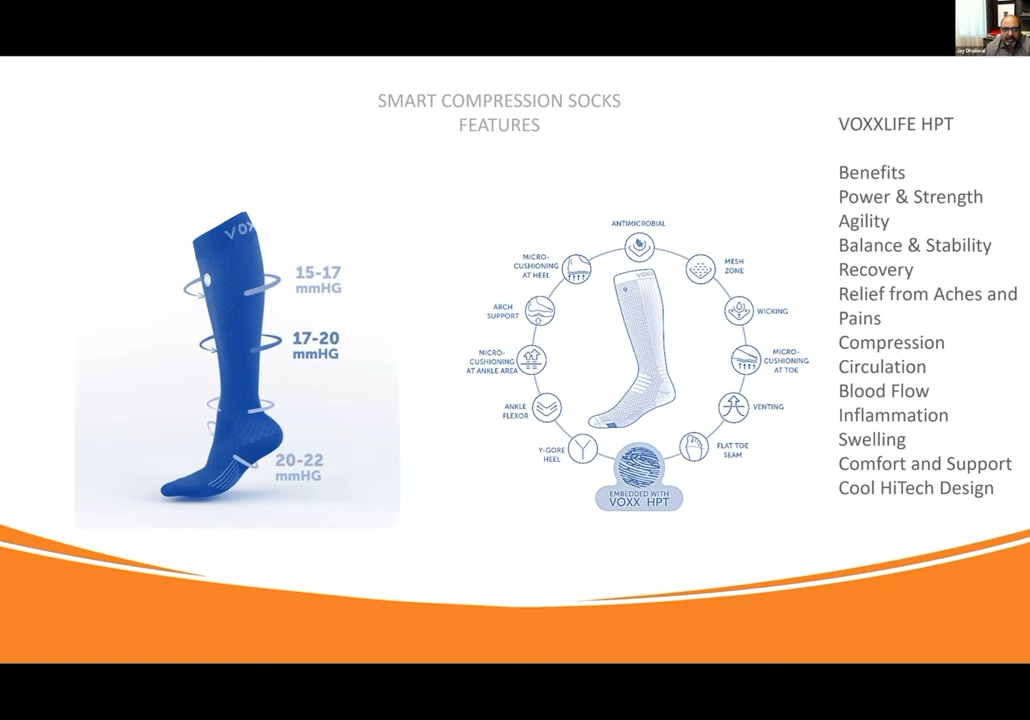 Jay Dhaliwal
SMART COMPRESSION SOCKS
FEATURES
VOX
15-17
mmHG
17-20
mmHG
20-22
mmHG
ANTIMICROBIAL
MESH
ZONE
WICKING
MICRO-
CUSHIONING
AT TOE
VENTING
FLAT TOE
SEAM
EMBEDDED WITH
VOXX HPT
Y-GORE
HEEL
ANKLE
FLEXOR
MICRO-
CUSHIONING
AT ANKLE AREA
ARCH
SUPPORT
MICRO-
CUSHIONING
AT HEEL
VOXX
VOXXLIFE HPT
Benefits
Power & Strength
Agility
Balance & Stability
Recovery
Relief from Aches and
Pains
Compression
Circulation
Blood Flow
Inflammation
Swelling
Comfort and Support
Cool HiTech Design